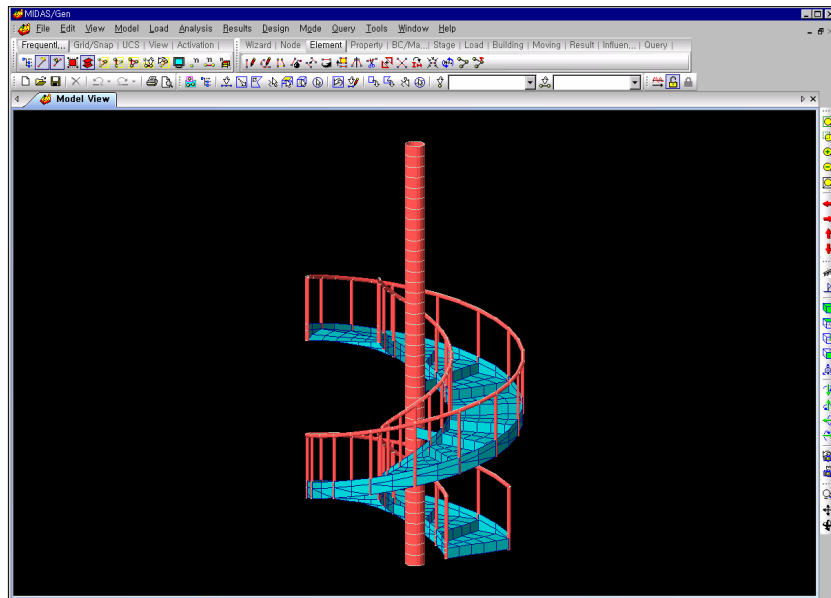 MIDAS/Gen
File Edit View Model Load Analysis Results Design Mode Query Tools Window Help
Frequentl... Grid/Snap | UCS | View | Activation | Wizard | Node | Element | Property | BC/Ma... | Stage | Load | Building | Moving | Result | Influen... | Query |
Model View